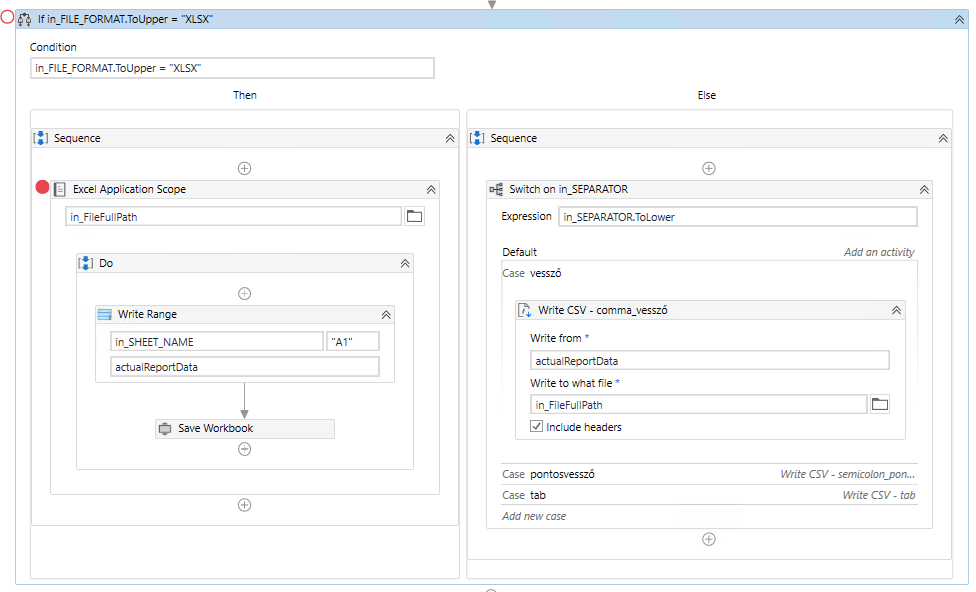 If in_FILE_FORMAT.ToUpper = "XLSX"
Condition
in_FILE_FORMAT.ToUpper = "XLSX"
Then
Else
Sequence
Sequence
Excel Application Scope
Switch on in_SEPARATOR
in_FileFullPath
Expression in_SEPARATOR.ToLower
Default Add an activity
Do
Case vessző
Write Range
Write CSV - comma_vessző
in_SHEET_NAME "A1"
Write from *
actualReportData
actualReportData
Write to what file *
in_FileFullPath
Save Workbook
Include headers
Case pontosvessző Write CSV - semicolon_pon...
Case tab Write CSV - tab
Add new case